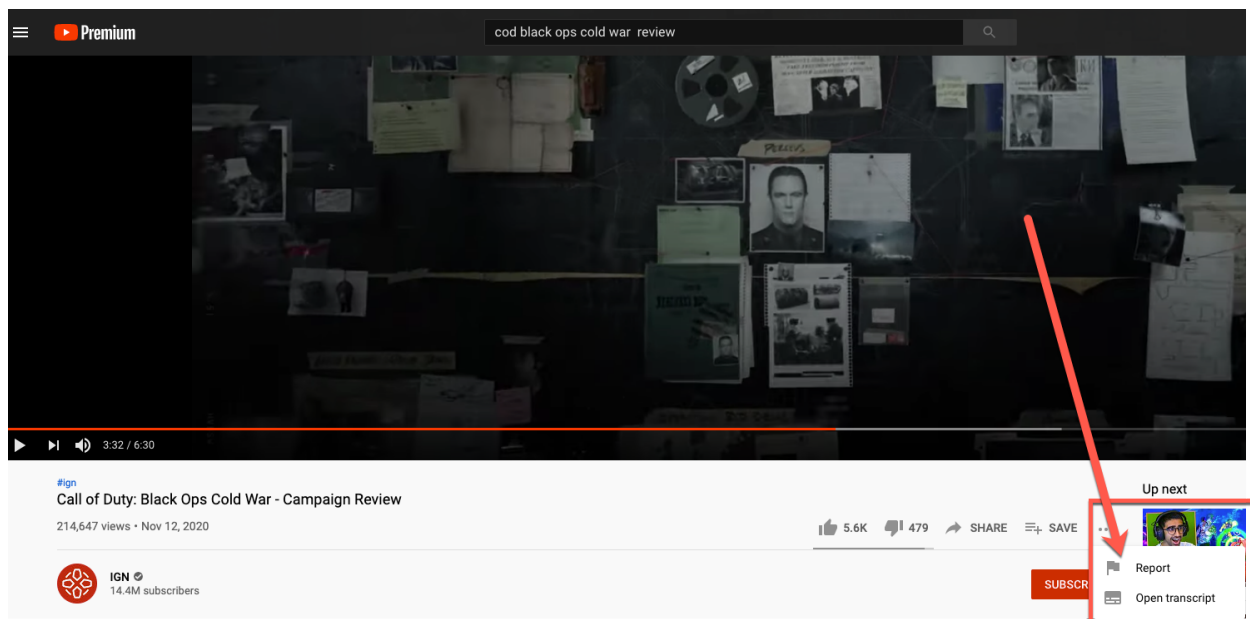 Premium
cod black ops cold war review
PERSEUS
3:32 / 6:30
#ign
Call of Duty: Black Ops Cold War - Campaign Review
214,647 views • Nov 12, 2020
5.6K 479 SHARE SAVE
Up next
IGN
14.4M subscribers
SUBSCR
Report
Open transcript